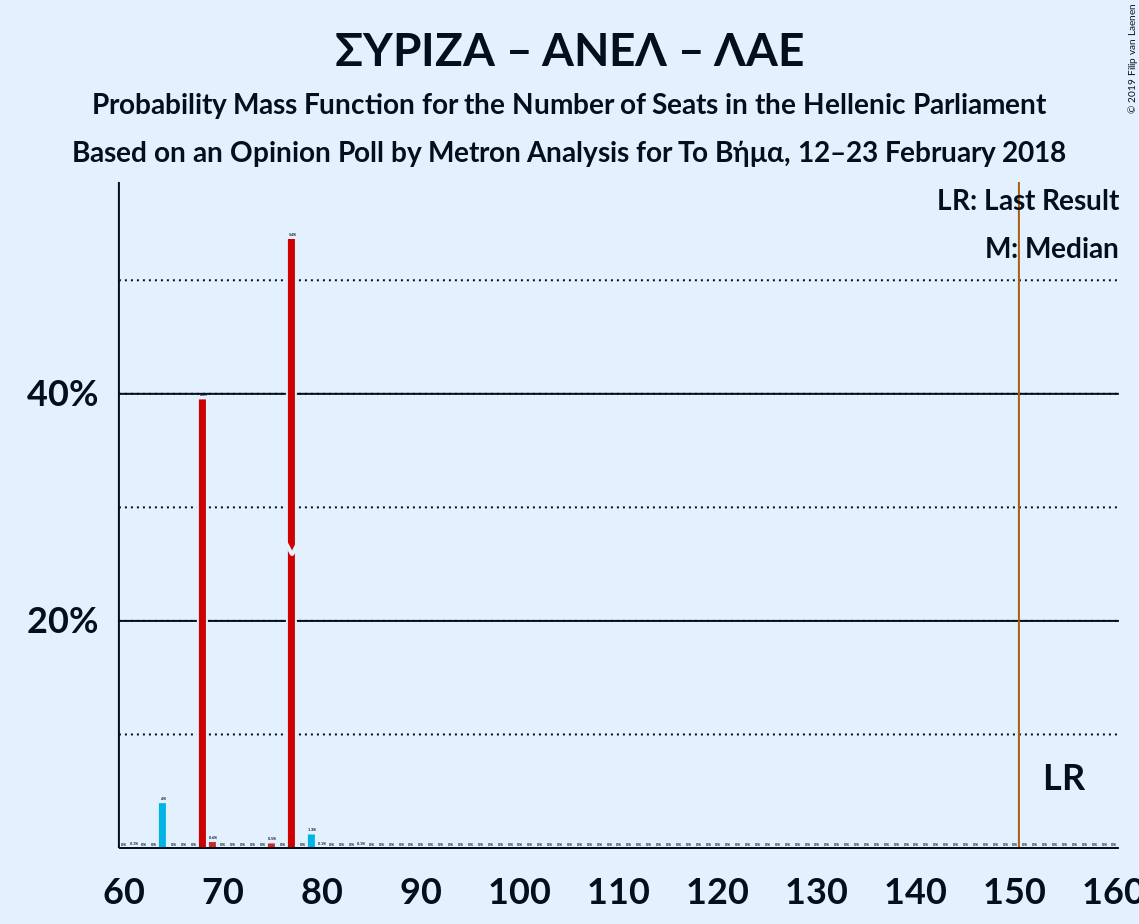 ΣΥΡΙΖΑ – ΑΝΕΛ – ΛΑΕ
Probability Mass Function for the Number of Seats in the Hellenic Parliament
Based on an Opinion Poll by Metron Analysis for Το Βήμα, 12–23 February 2018
© 2019 Filip van Laenen
LR: Last Result
M: Median
40%
20%
LR
60 70 80 90 100 110 120 130 140 150 160